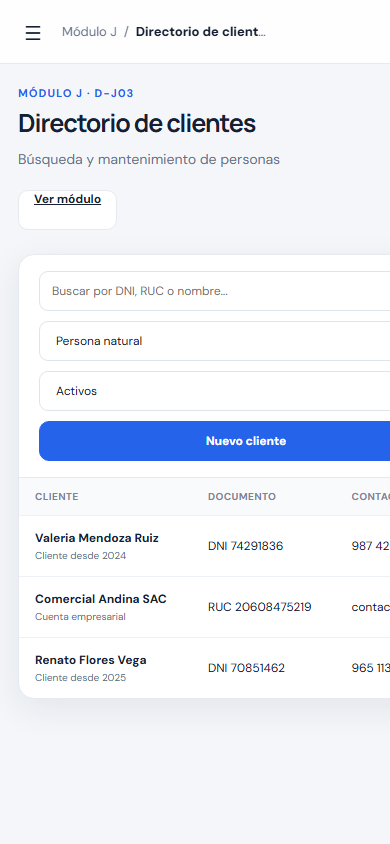 ☰ Módulo J / Directorio de client...
MÓDULO J · D-J03
Directorio de clientes
Búsqueda y mantenimiento de personas
Ver módulo
Buscar por DNI, RUC o nombre...
Persona natural
Activos
Nuevo cliente
CLIENTE DOCUMENTO CONTAC
Valeria Mendoza Ruiz DNI 74291836 987 42
Cliente desde 2024
Comercial Andina SAC RUC 20608475219 contac
Cuenta empresarial
Renato Flores Vega DNI 70851462 965 113
Cliente desde 2025